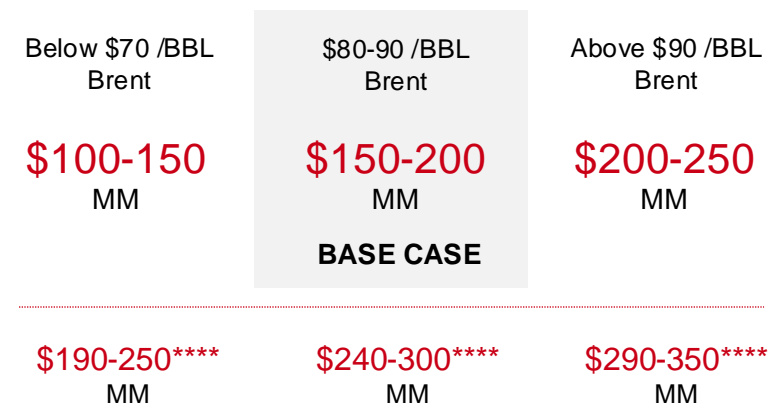 Below $70 /BBL
Brent
$100-150
MM
$80-90 /BBL
Brent
$150-200
MM
BASE CASE
Above $90 /BBL
Brent
$200-250
MM
$190-250****
MM
$240-300****
MM
$290-350****
MM